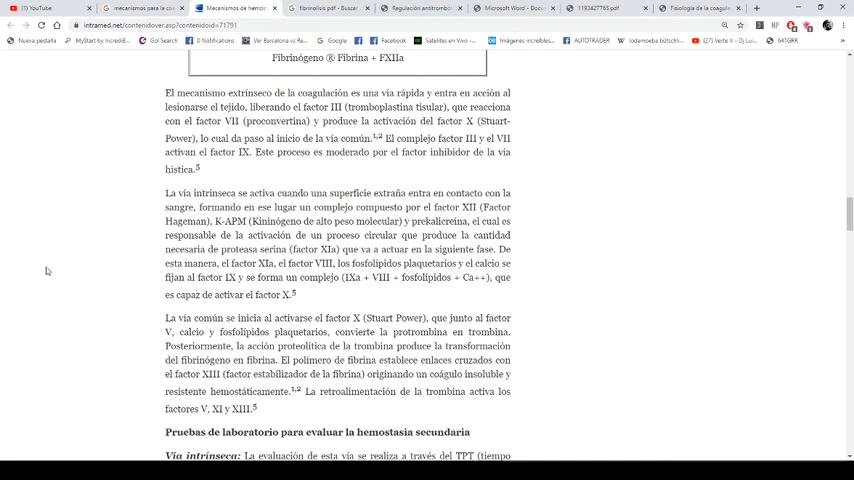 YouTube
mecanismos para la co
Mecanismos de hemos
fibrinolisis pdf - Buscar
Regulación antitrombó
Microsoft Word - Docu
1193427765.pdf
Fisiología de la coagula
intramed.net/contenidover.asp?contenidoid=71791
Nueva pestaña
MyStart by IncrediB...
Go! Search
0 Notifications
Ver Barcelona vs Re...
Google
Facebook
Satelites en Vivo -...
Imágenes increíbles...
AUTOTRADER
Iodamoeba bütschli...
(27) Verte Ir - Dj Lui...
641GRR
Fibrinógeno ® Fibrina + FXIIa
El mecanismo extrínseco de la coagulación es una vía rápida y entra en acción al
lesionarse el tejido, liberando el factor III (tromboplastina tisular), que reacciona
con el factor VII (proconvertina) y produce la activación del factor X (Stuart-
Power), lo cual da paso al inicio de la vía común.1,2 El complejo factor III y el VII
activan el factor IX. Este proceso es moderado por el factor inhibidor de la vía
hística.5
La vía intrínseca se activa cuando una superficie extraña entra en contacto con la
sangre, formando en ese lugar un complejo compuesto por el factor XII (Factor
Hageman), K-APM (Kininógeno de alto peso molecular) y prekalicreína, el cual es
responsable de la activación de un proceso circular que produce la cantidad
necesaria de proteasa serina (factor XIa) que va a actuar en la siguiente fase. De
esta manera, el factor XIa, el factor VIII, los fosfolípidos plaquetarios y el calcio se
fijan al factor IX y se forma un complejo (IXa + VIII + fosfolípidos + Ca++), que
es capaz de activar el factor X.5
La vía común se inicia al activarse el factor X (Stuart Power), que junto al factor
V, calcio y fosfolípidos plaquetarios, convierte la protrombina en trombina.
Posteriormente, la acción proteolítica de la trombina produce la transformación
del fibrinógeno en fibrina. El polímero de fibrina establece enlaces cruzados con
el factor XIII (factor estabilizador de la fibrina) originando un coágulo insoluble y
resistente hemostáticamente.1,2 La retroalimentación de la trombina activa los
factores V, XI y XIII.5
Pruebas de laboratorio para evaluar la hemostasia secundaria
Vía intrínseca: La evaluación de esta vía se realiza a través del TPT (tiempo